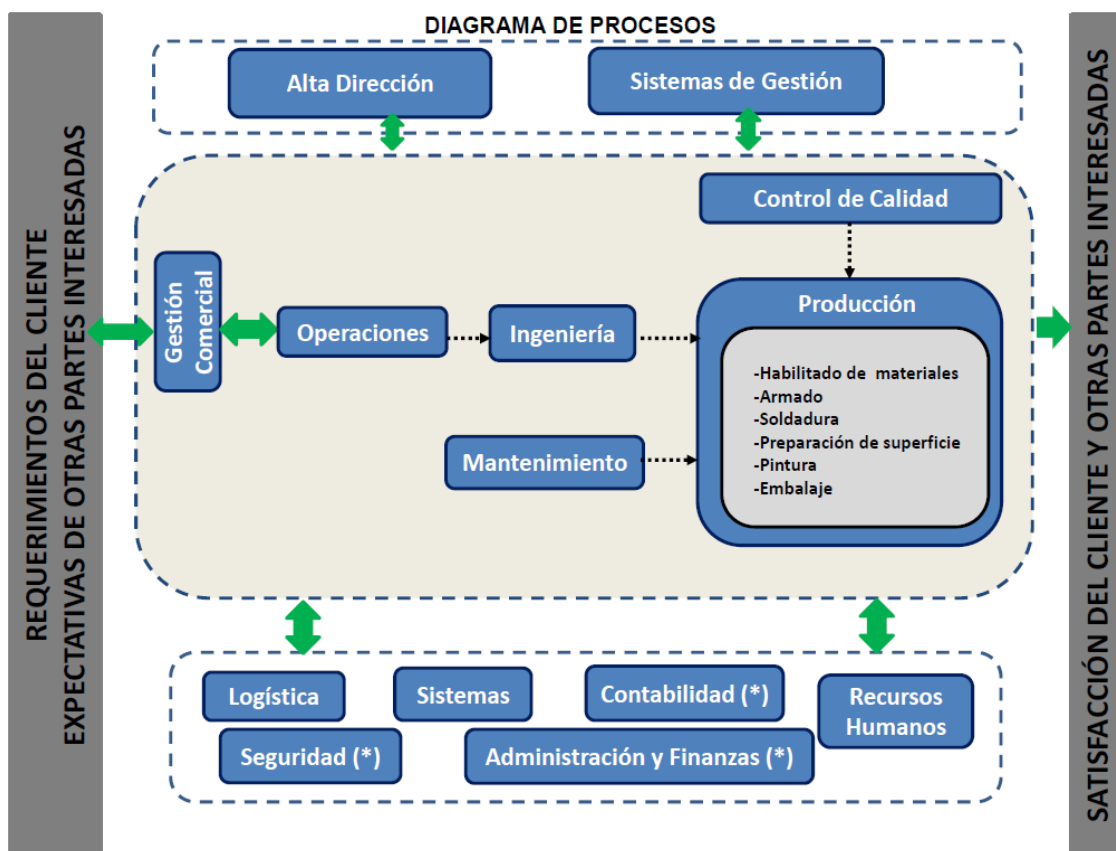 DIAGRAMA DE PROCESOS
REQUERIMIENTOS DEL CLIENTE
EXPECTATIVAS DE OTRAS PARTES INTERESADAS
Alta Dirección
Sistemas de Gestión
Control de Calidad
Gestión
Comercial
Operaciones
Ingeniería
Mantenimiento
Producción
-Habilitado de materiales
-Armado
-Soldadura
-Preparación de superficie
-Pintura
-Embalaje
Logística
Sistemas
Contabilidad (*)
Recursos
Humanos
Seguridad (*)
Administración y Finanzas (*)
SATISFACCIÓN DEL CLIENTE Y OTRAS PARTES INTERESADAS